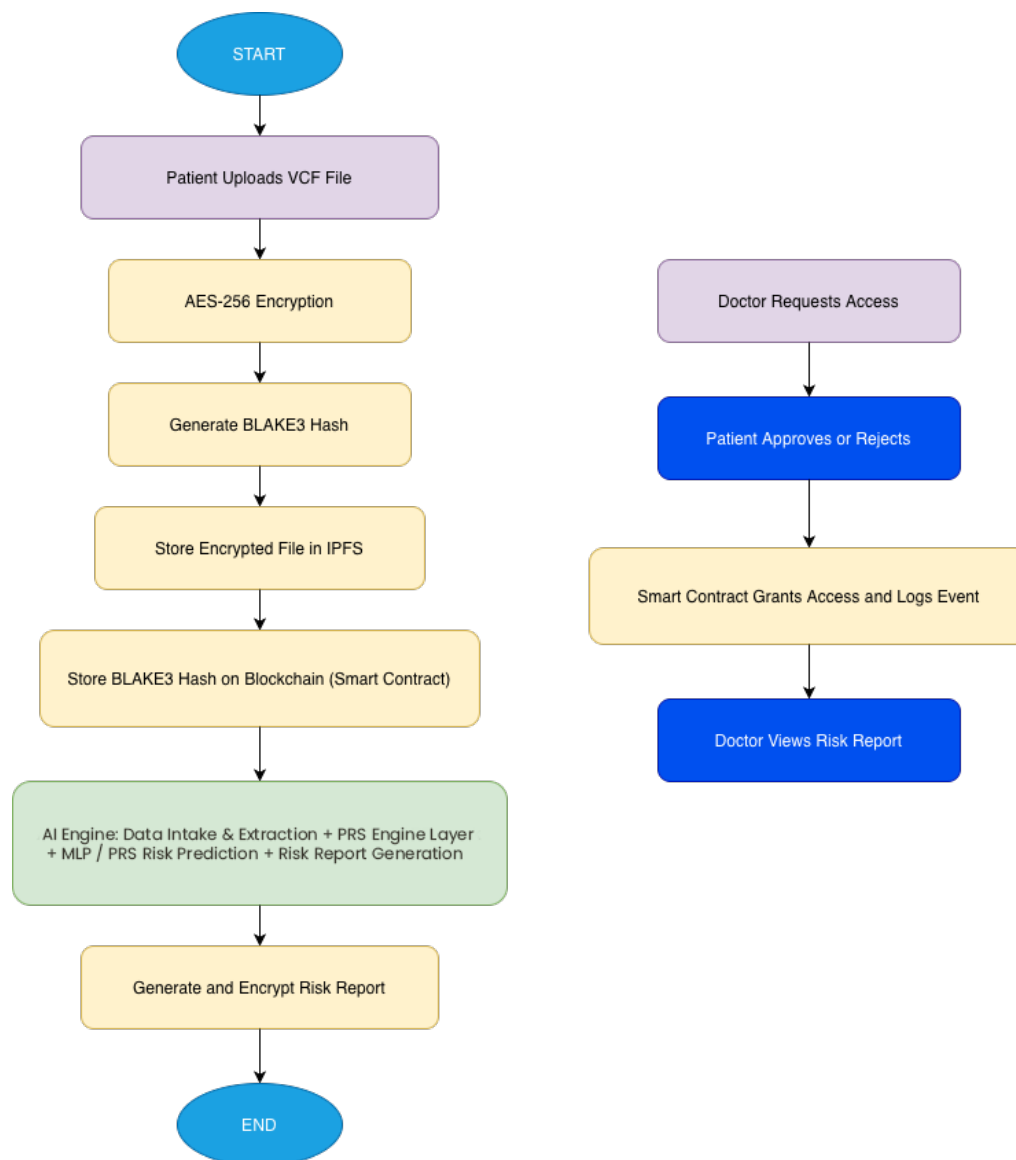 START
Patient Uploads VCF File
AES-256 Encryption
Generate BLAKE3 Hash
Store Encrypted File in IPFS
Store BLAKE3 Hash on Blockchain (Smart Contract)
AI Engine: Data Intake & Extraction + PRS Engine Layer
+ MLP / PRS Risk Prediction + Risk Report Generation
Generate and Encrypt Risk Report
END
Doctor Requests Access
Patient Approves or Rejects
Smart Contract Grants Access and Logs Event
Doctor Views Risk Report